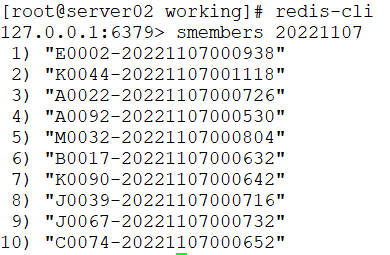 [root@server02 working]# redis-cli
127.0.0.1:6379> smembers 20221107
 1) "E0002-20221107000938"
 2) "K0044-20221107001118"
 3) "A0022-20221107000726"
 4) "A0092-20221107000530"
 5) "M0032-20221107000804"
 6) "B0017-20221107000632"
 7) "K0090-20221107000642"
 8) "J0039-20221107000716"
 9) "J0067-20221107000732"
10) "C0074-20221107000652"